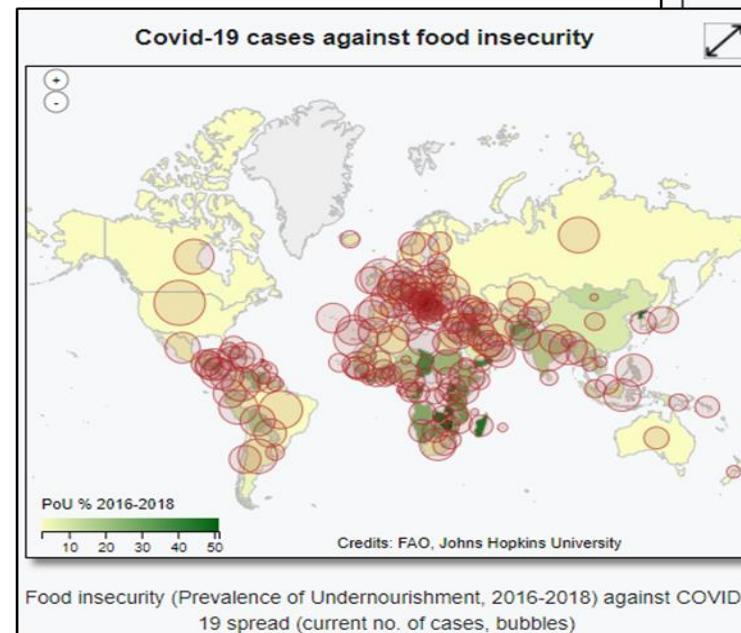 Covid-19 cases against food insecurity
+
-
PoU % 2016-2018
10 20 30 40 50
Credits: FAO, Johns Hopkins University
Food insecurity (Prevalence of Undernourishment, 2016-2018) against COVID
19 spread (current no. of cases, bubbles)